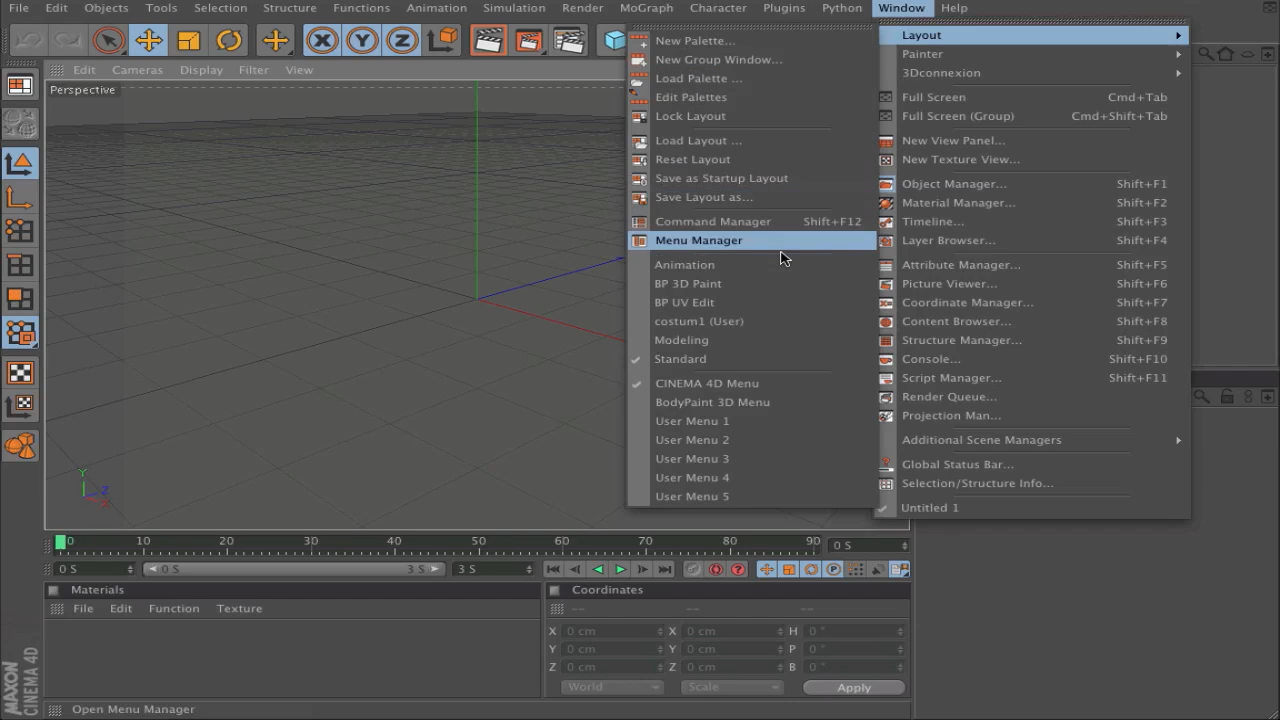 File Edit Objects Tools Selection Structure Functions Animation Simulation Render MoGraph Character Plugins Python Window Help
Edit Cameras Display Filter View
Perspective
New Palette...
New Group Window...
Load Palette ...
Edit Palettes
Lock Layout
Load Layout ...
Reset Layout
Save as Startup Layout
Save Layout as...
Command Manager Shift+F12
Menu Manager
Animation
BP 3D Paint
BP UV Edit
costum1 (User)
Modeling
Standard
CINEMA 4D Menu
BodyPaint 3D Menu
User Menu 1
User Menu 2
User Menu 3
User Menu 4
User Menu 5
Layout
Painter
3Dconnexion
Full Screen Cmd+Tab
Full Screen (Group) Cmd+Shift+Tab
New View Panel...
New Texture View...
Object Manager... Shift+F1
Material Manager... Shift+F2
Timeline... Shift+F3
Layer Browser... Shift+F4
Attribute Manager... Shift+F5
Picture Viewer... Shift+F6
Coordinate Manager... Shift+F7
Content Browser... Shift+F8
Structure Manager... Shift+F9
Console... Shift+F10
Script Manager... Shift+F11
Render Queue...
Projection Man...
Additional Scene Managers
Global Status Bar...
Selection/Structure Info...
Untitled 1
X Y Z
Y Z X
0 10 20 30 40 50 60 70 80 90 0 S
0 S 0 S 3 S 3 S
Materials
File Edit Function Texture
Coordinates
-- -- --
X 0 cm X 0 cm H 0 °
Y 0 cm Y 0 cm P 0 °
Z 0 cm Z 0 cm B 0 °
World Scale Apply
MAXON
CINEMA 4D
Open Menu Manager